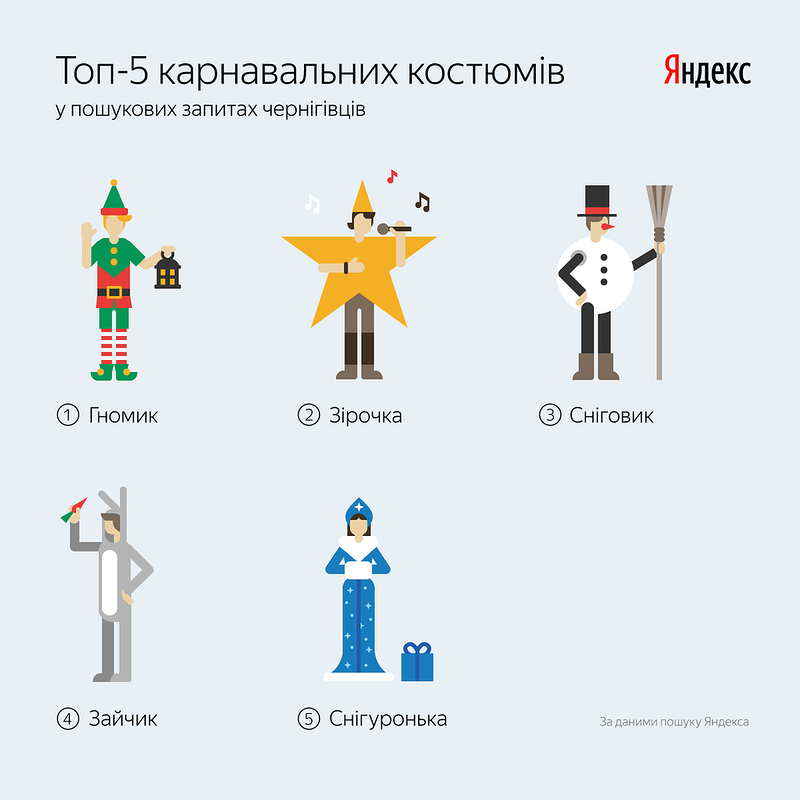 Топ-5 карнавальних костюмів
Яндекс
у пошукових запитах чернігівців
1 Гномик
2 Зірочка
3 Сніговик
4 Зайчик
5 Снігуронька
За даними пошуку Яндекса